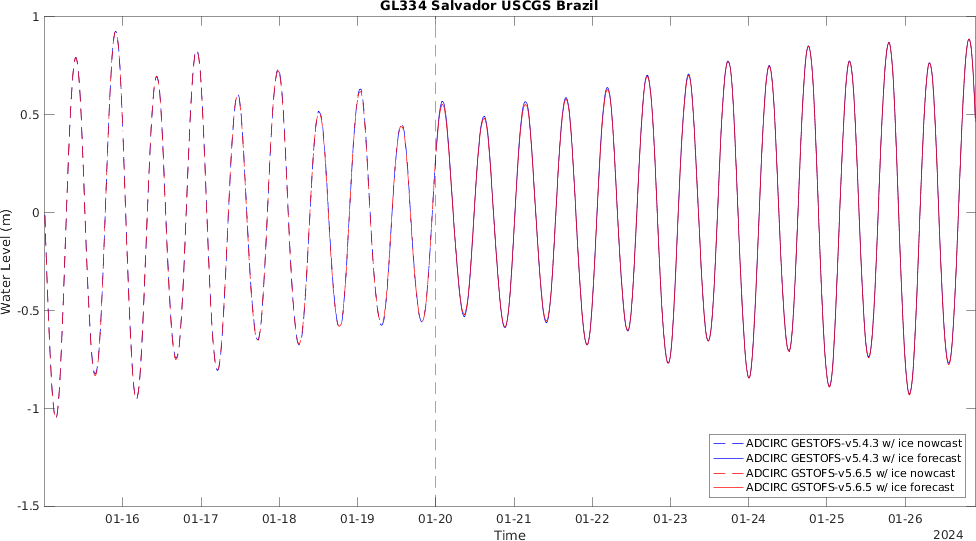 GL334 Salvador USCGS Brazil
1
0.5
0
-0.5
-1
-1.5
Water Level (m)
ADCIRC GESTOFS-v5.4.3 w/ ice nowcast
ADCIRC GESTOFS-v5.4.3 w/ ice forecast
ADCIRC GSTOFS-v5.6.5 w/ ice nowcast
ADCIRC GSTOFS-v5.6.5 w/ ice forecast
01-16 01-17 01-18 01-19 01-20 01-21 01-22 01-23 01-24 01-25 01-26
Time
2024